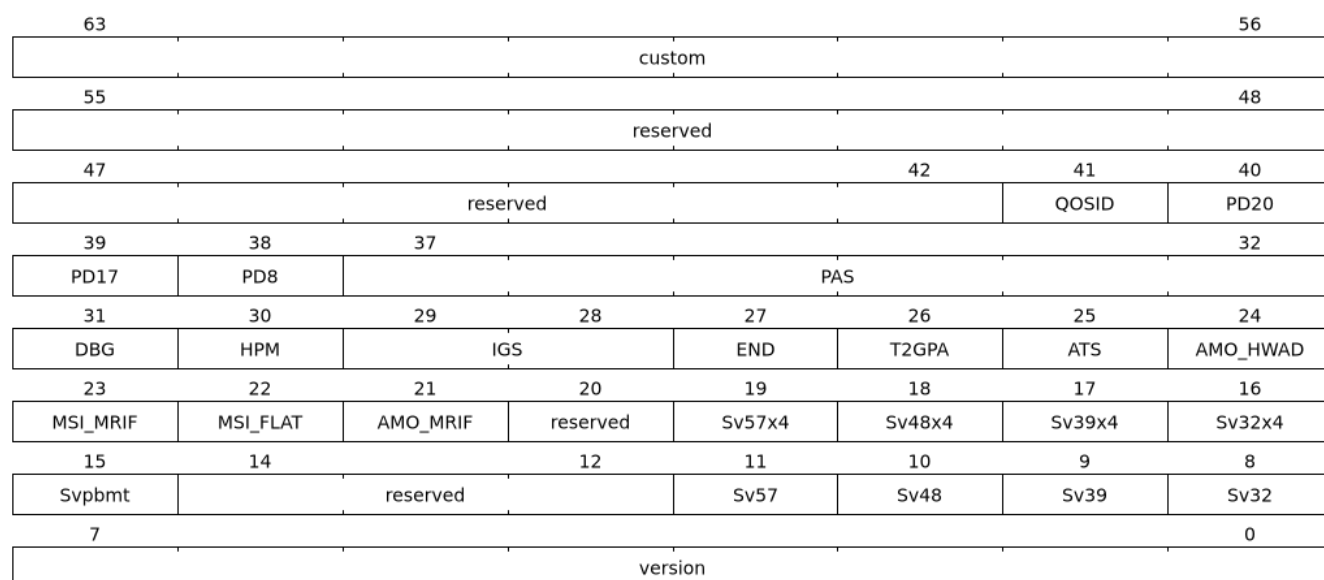 63 56
custom
55 48
reserved
47 42 41 40
reserved QOSID PD20
39 38 37 32
PD17 PD8 PAS
31 30 29 28 27 26 25 24
DBG HPM IGS END T2GPA ATS AMO_HWAD
23 22 21 20 19 18 17 16
MSI_MRIF MSI_FLAT AMO_MRIF reserved Sv57x4 Sv48x4 Sv39x4 Sv32x4
15 14 12 11 10 9 8
Svpbmt reserved Sv57 Sv48 Sv39 Sv32
7 0
version